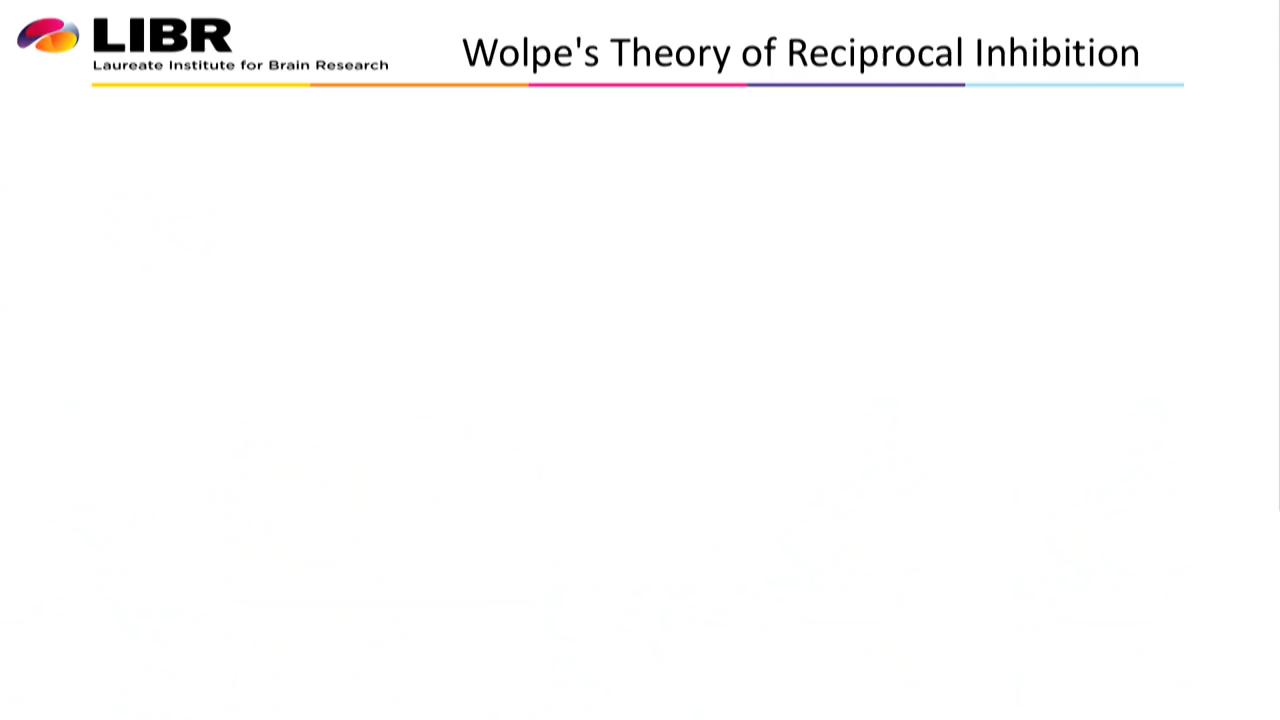 LIBR
Laureate Institute for Brain Research
Wolpe's Theory of Reciprocal Inhibition